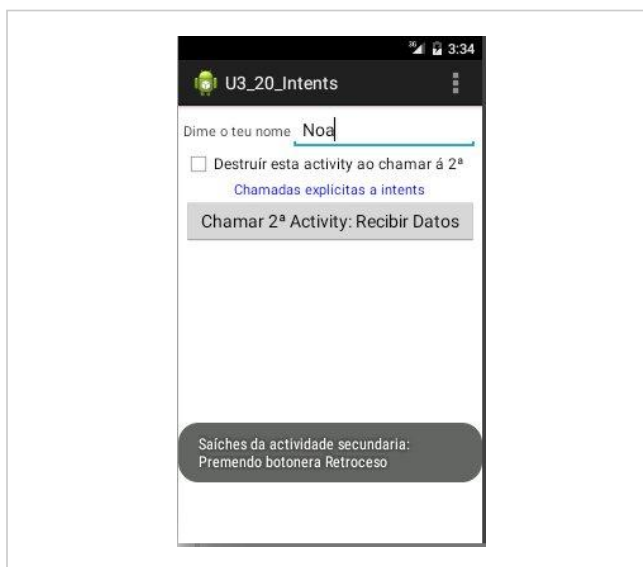 36 3:34
U3_20_Intents
Dime o teu nome Noa
Destruír esta activity ao chamar á 2ª
Chamadas explicitas a intents
Chamar 2ª Activity: Recibir Datos
Saíches da actividade secundaria:
Premendo botonera Retroceso